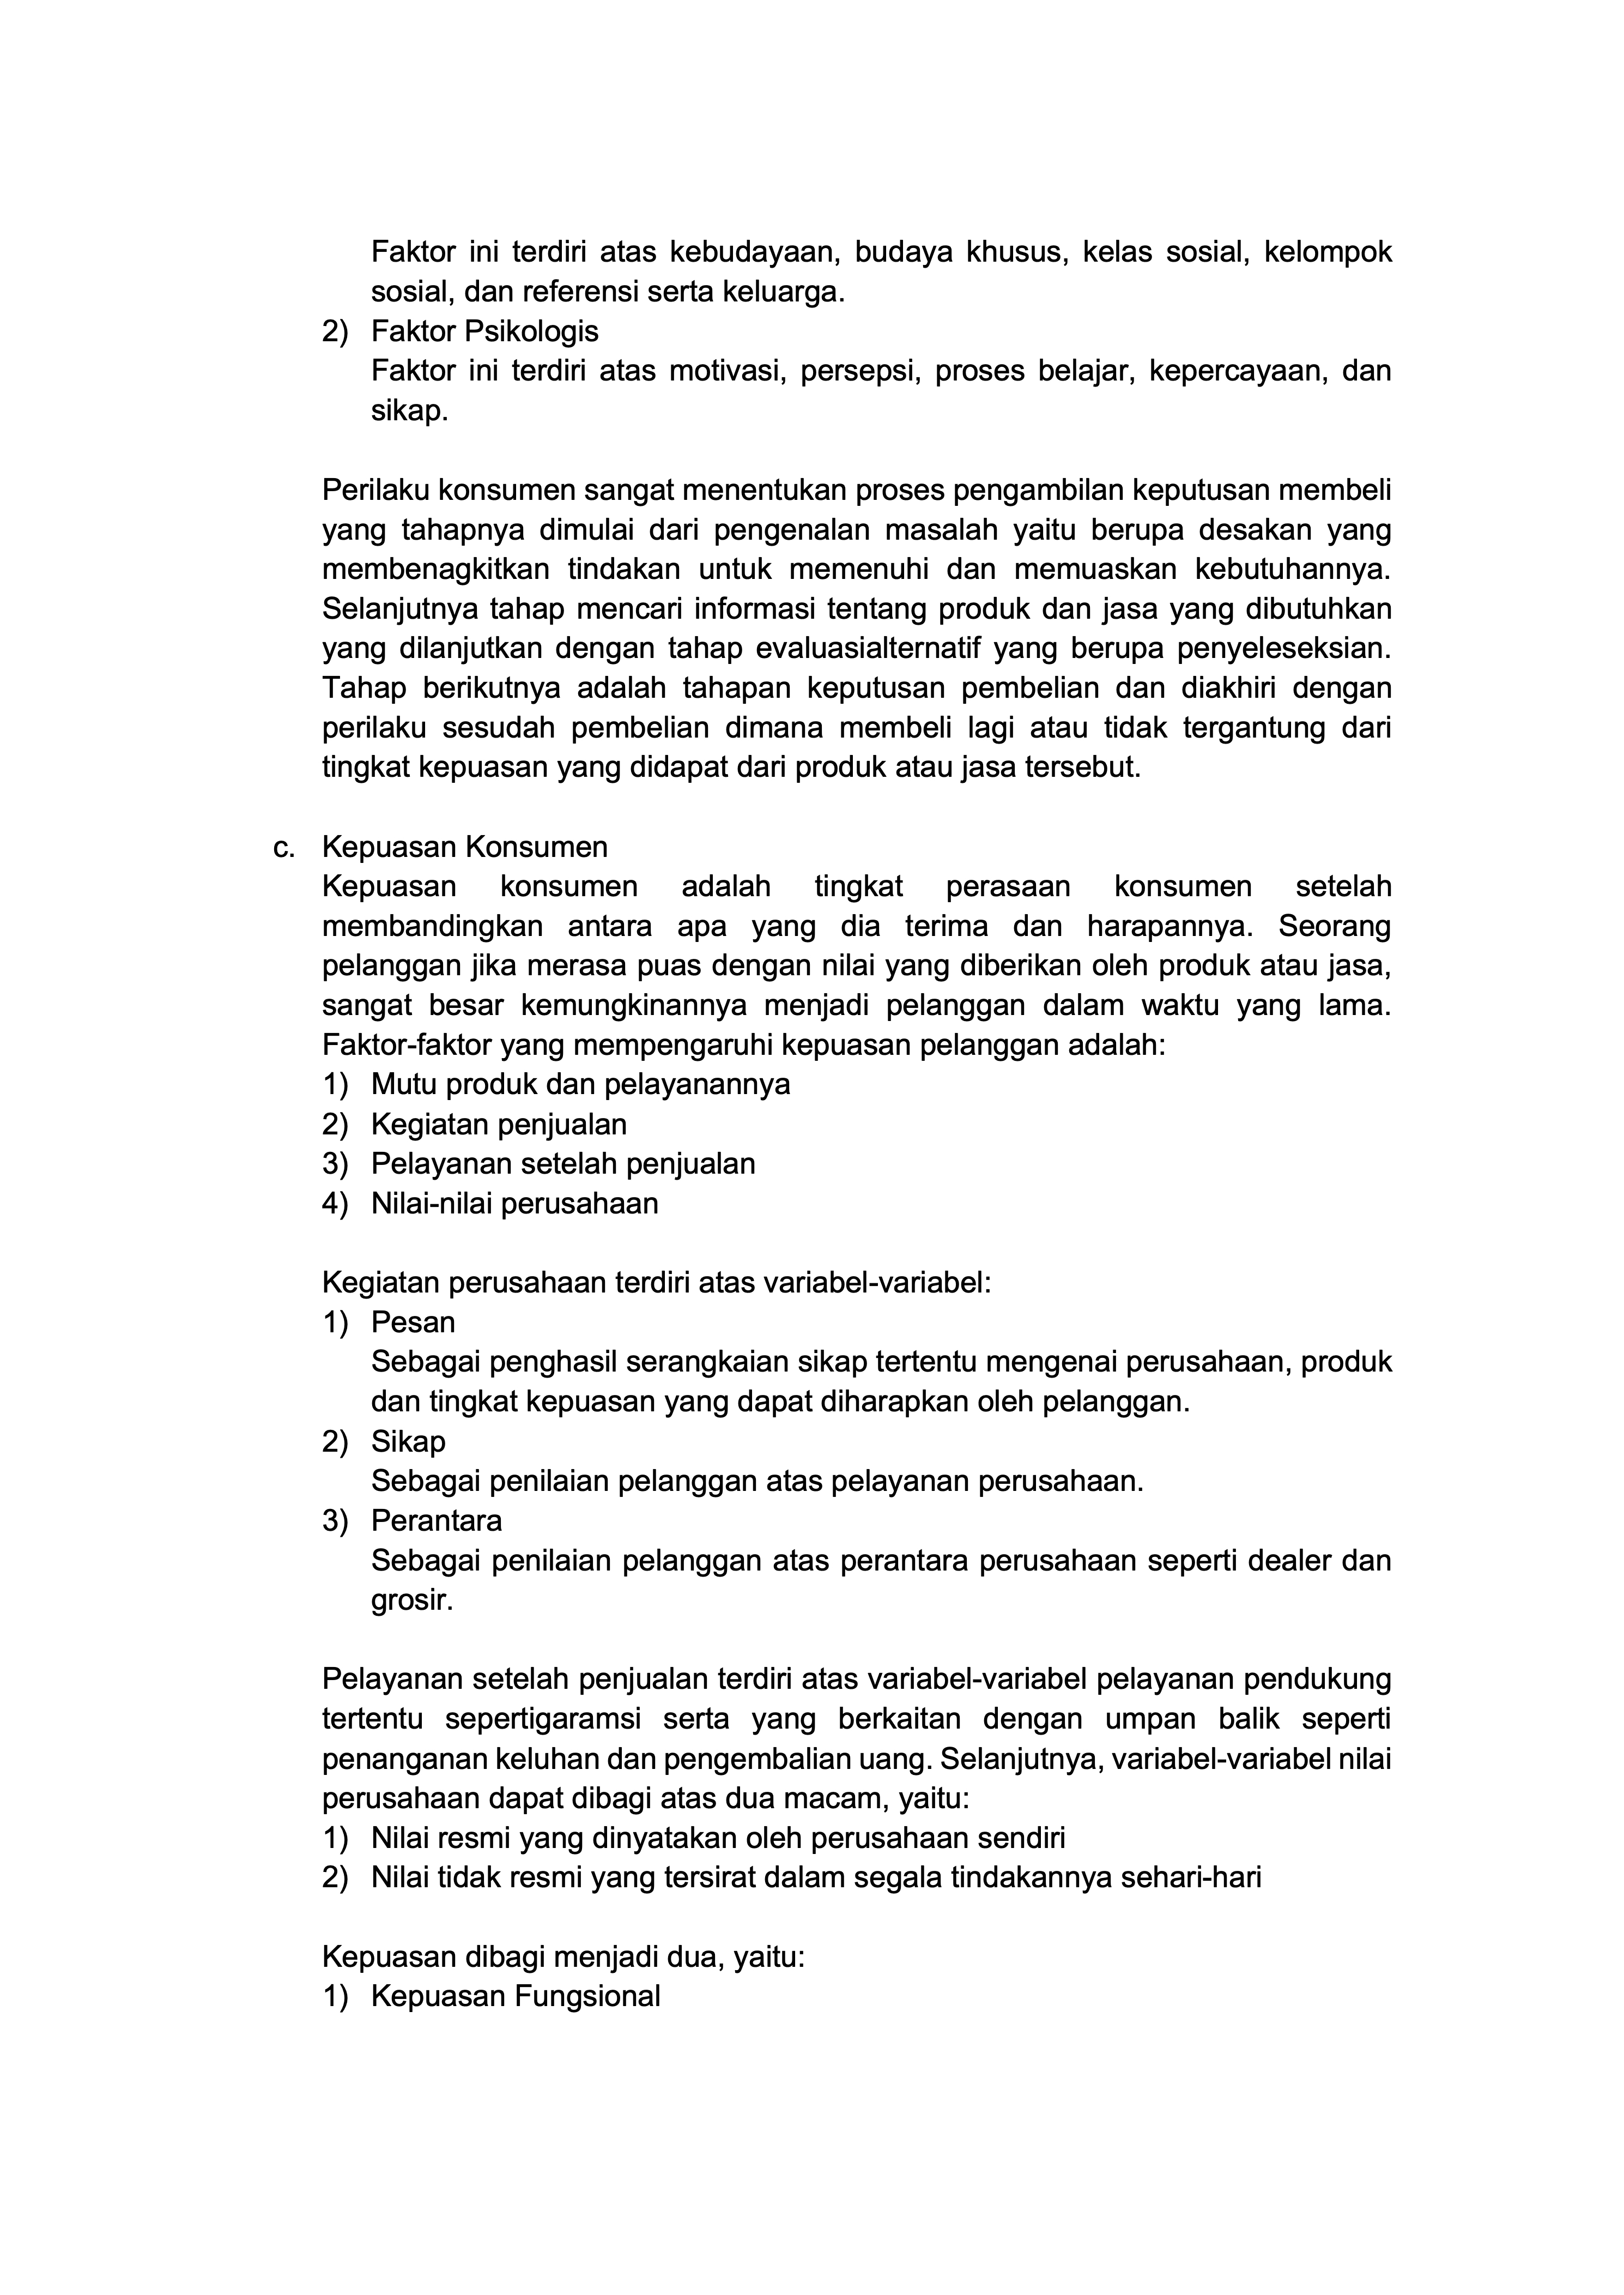 Faktor ini terdiri atas kebudayaan, budaya khusus, kelas sosial, kelompok
sosial, dan referensi serta keluarga.
2) Faktor Psikologis
Faktor ini terdiri atas motivasi, persepsi, proses belajar, kepercayaan, dan
sikap.
Perilaku konsumen sangat menentukan proses pengambilan keputusan membeli
yang tahapnya dimulai dari pengenalan masalah yaitu berupa desakan yang
membenagkitkan tindakan untuk memenuhi dan memuaskan kebutuhannya.
Selanjutnya tahap mencari informasi tentang produk dan jasa yang dibutuhkan
yang dilanjutkan dengan tahap evaluasialternatif yang berupa penyeleseksian.
Tahap berikutnya adalah tahapan keputusan pembelian dan diakhiri dengan
perilaku sesudah pembelian dimana membeli lagi atau tidak tergantung dari
tingkat kepuasan yang didapat dari produk atau jasa tersebut.
c. Kepuasan Konsumen
Kepuasan konsumen adalah tingkat perasaan konsumen setelah
membandingkan antara apa yang dia terima dan harapannya. Seorang
pelanggan jika merasa puas dengan nilai yang diberikan oleh produk atau jasa,
sangat besar kemungkinannya menjadi pelanggan dalam waktu yang lama.
Faktor-faktor yang mempengaruhi kepuasan pelanggan adalah:
1) Mutu produk dan pelayanannya
2) Kegiatan penjualan
3) Pelayanan setelah penjualan
4) Nilai-nilai perusahaan
Kegiatan perusahaan terdiri atas variabel-variabel:
1) Pesan
Sebagai penghasil serangkaian sikap tertentu mengenai perusahaan, produk
dan tingkat kepuasan yang dapat diharapkan oleh pelanggan.
2) Sikap
Sebagai penilaian pelanggan atas pelayanan perusahaan.
3) Perantara
Sebagai penilaian pelanggan atas perantara perusahaan seperti dealer dan
grosir.
Pelayanan setelah penjualan terdiri atas variabel-variabel pelayanan pendukung
tertentu sepertigaramsi serta yang berkaitan dengan umpan balik seperti
penanganan keluhan dan pengembalian uang. Selanjutnya, variabel-variabel nilai
perusahaan dapat dibagi atas dua macam, yaitu:
1) Nilai resmi yang dinyatakan oleh perusahaan sendiri
2) Nilai tidak resmi yang tersirat dalam segala tindakannya sehari-hari
Kepuasan dibagi menjadi dua, yaitu:
1) Kepuasan Fungsional